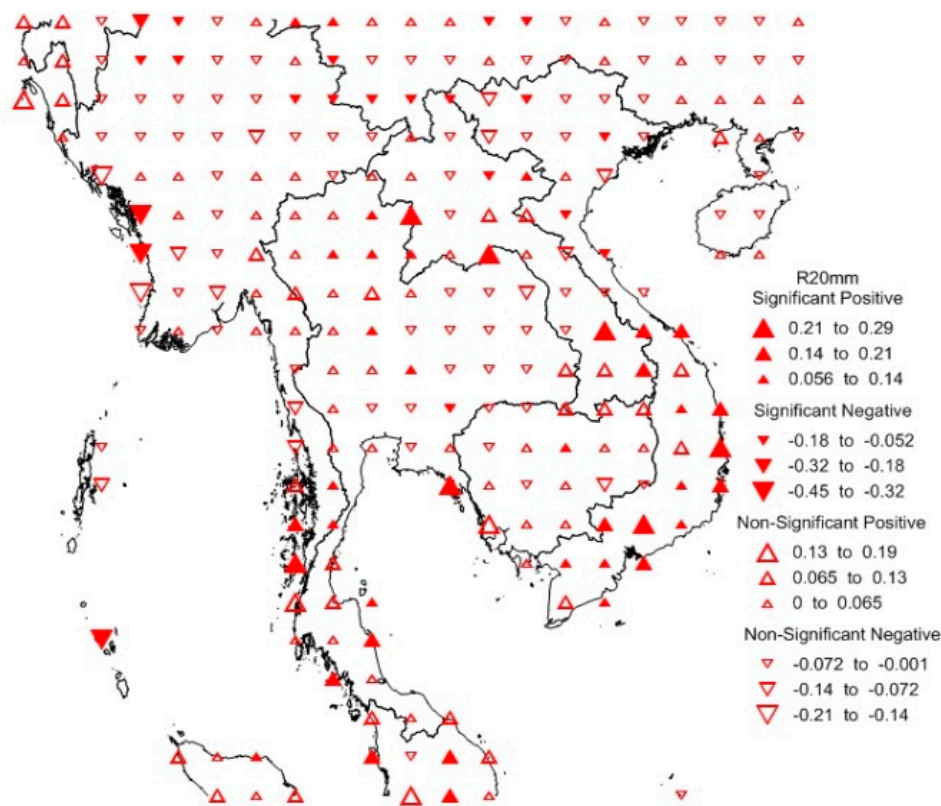 R20mm
Significant Positive
0.21 to 0.29
0.14 to 0.21
0.056 to 0.14
Significant Negative
-0.18 to -0.052
-0.32 to -0.18
-0.45 to -0.32
Non-Significant Positive
0.13 to 0.19
0.065 to 0.13
0 to 0.065
Non-Significant Negative
-0.072 to -0.001
-0.14 to -0.072
-0.21 to -0.14